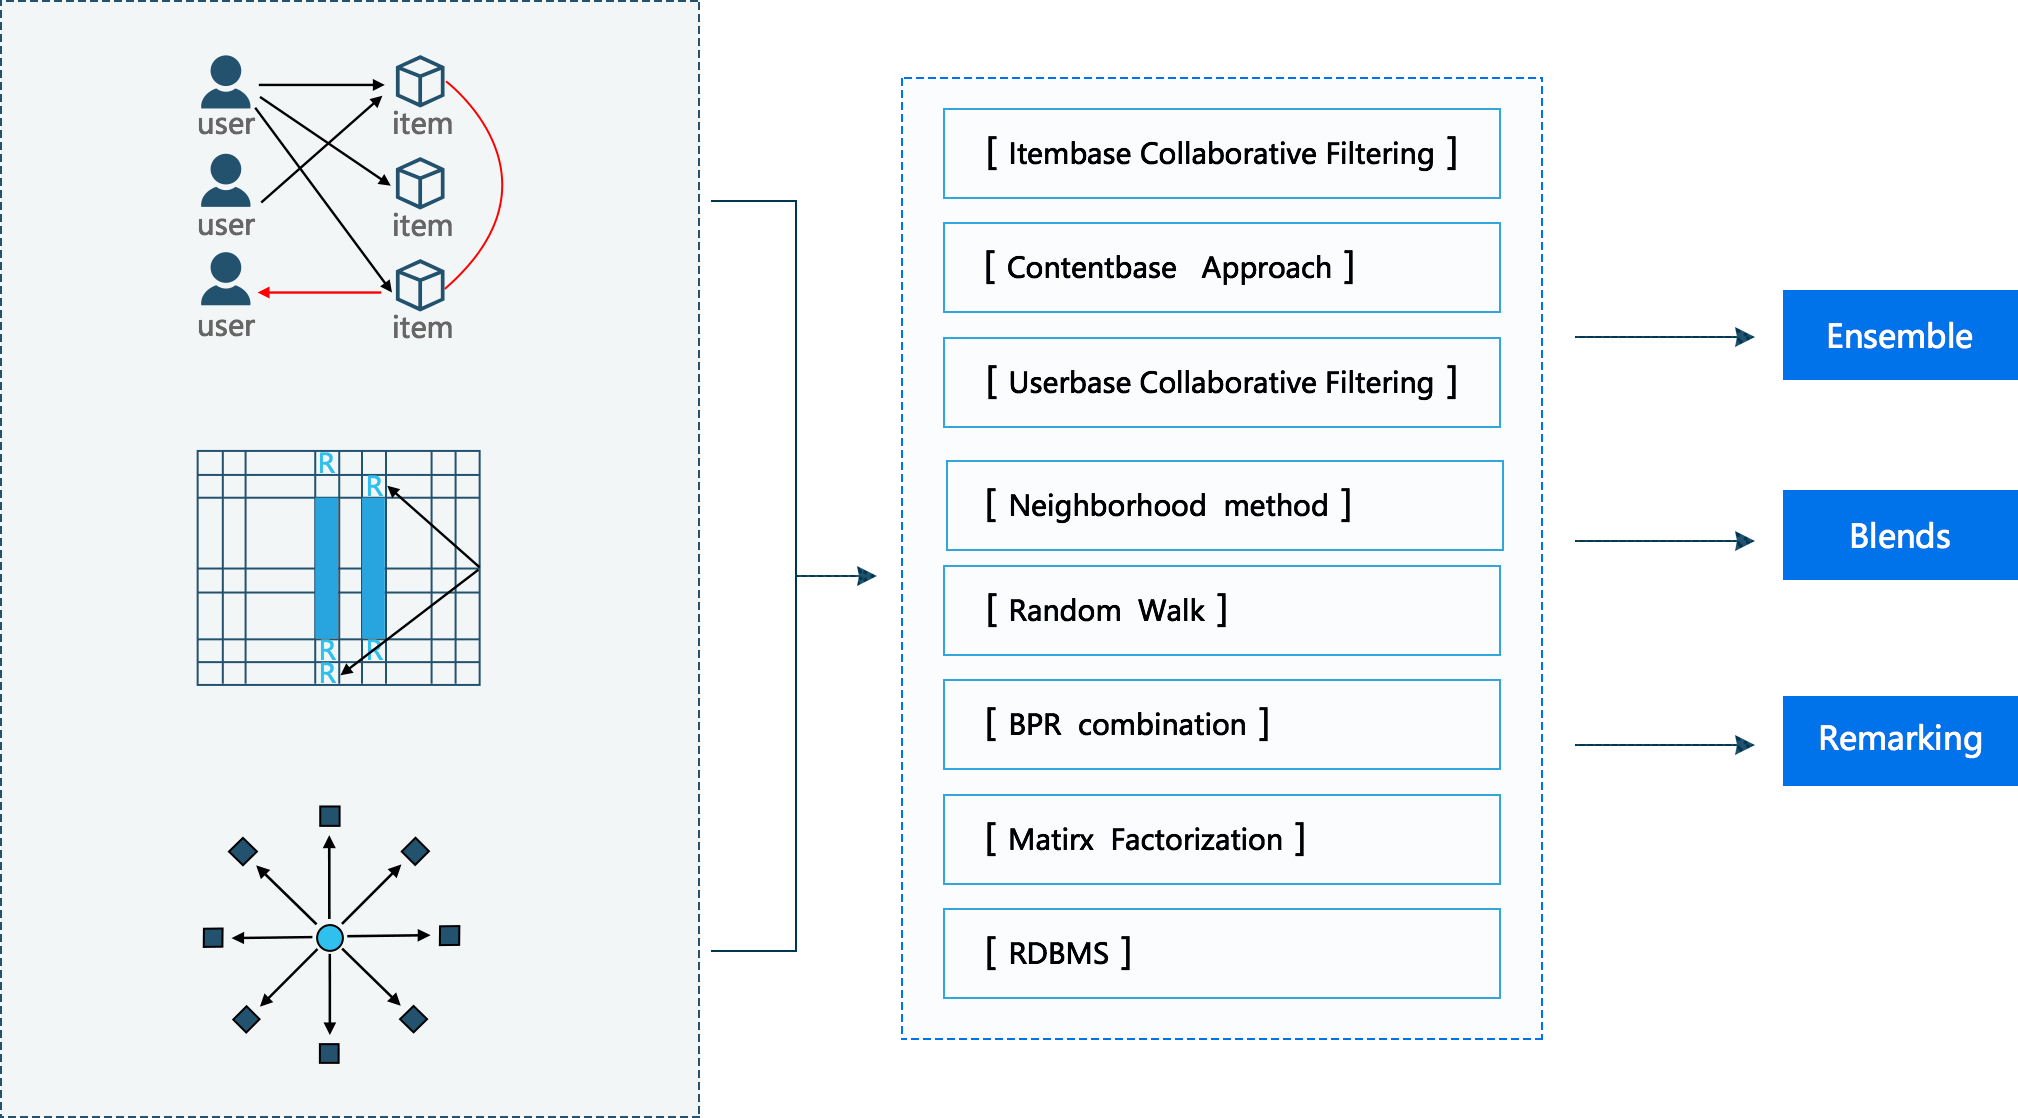 user item
user item
user item
R
R
R R
R
[ Itembase Collaborative Filtering ]
[ Contentbase Approach ]
[ Userbase Collaborative Filtering ]
[ Neighborhood method ]
[ Random Walk ]
[ BPR combination ]
[ Matirx Factorization ]
[ RDBMS ]
Ensemble
Blends
Remarking